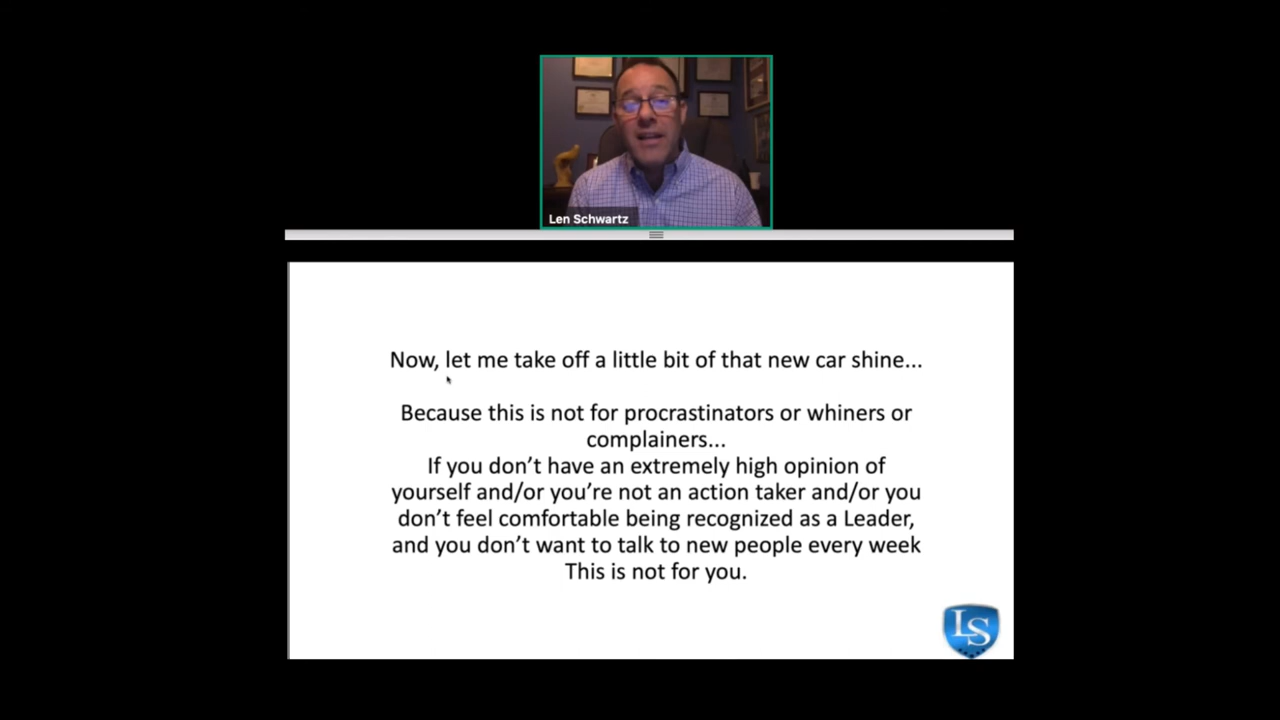 Len Schwartz
Now, let me take off a little bit of that new car shine...
Because this is not for procrastinators or whiners or
complainers...
If you don’t have an extremely high opinion of
yourself and/or you’re not an action taker and/or you
don’t feel comfortable being recognized as a Leader,
and you don’t want to talk to new people every week
This is not for you.
LS